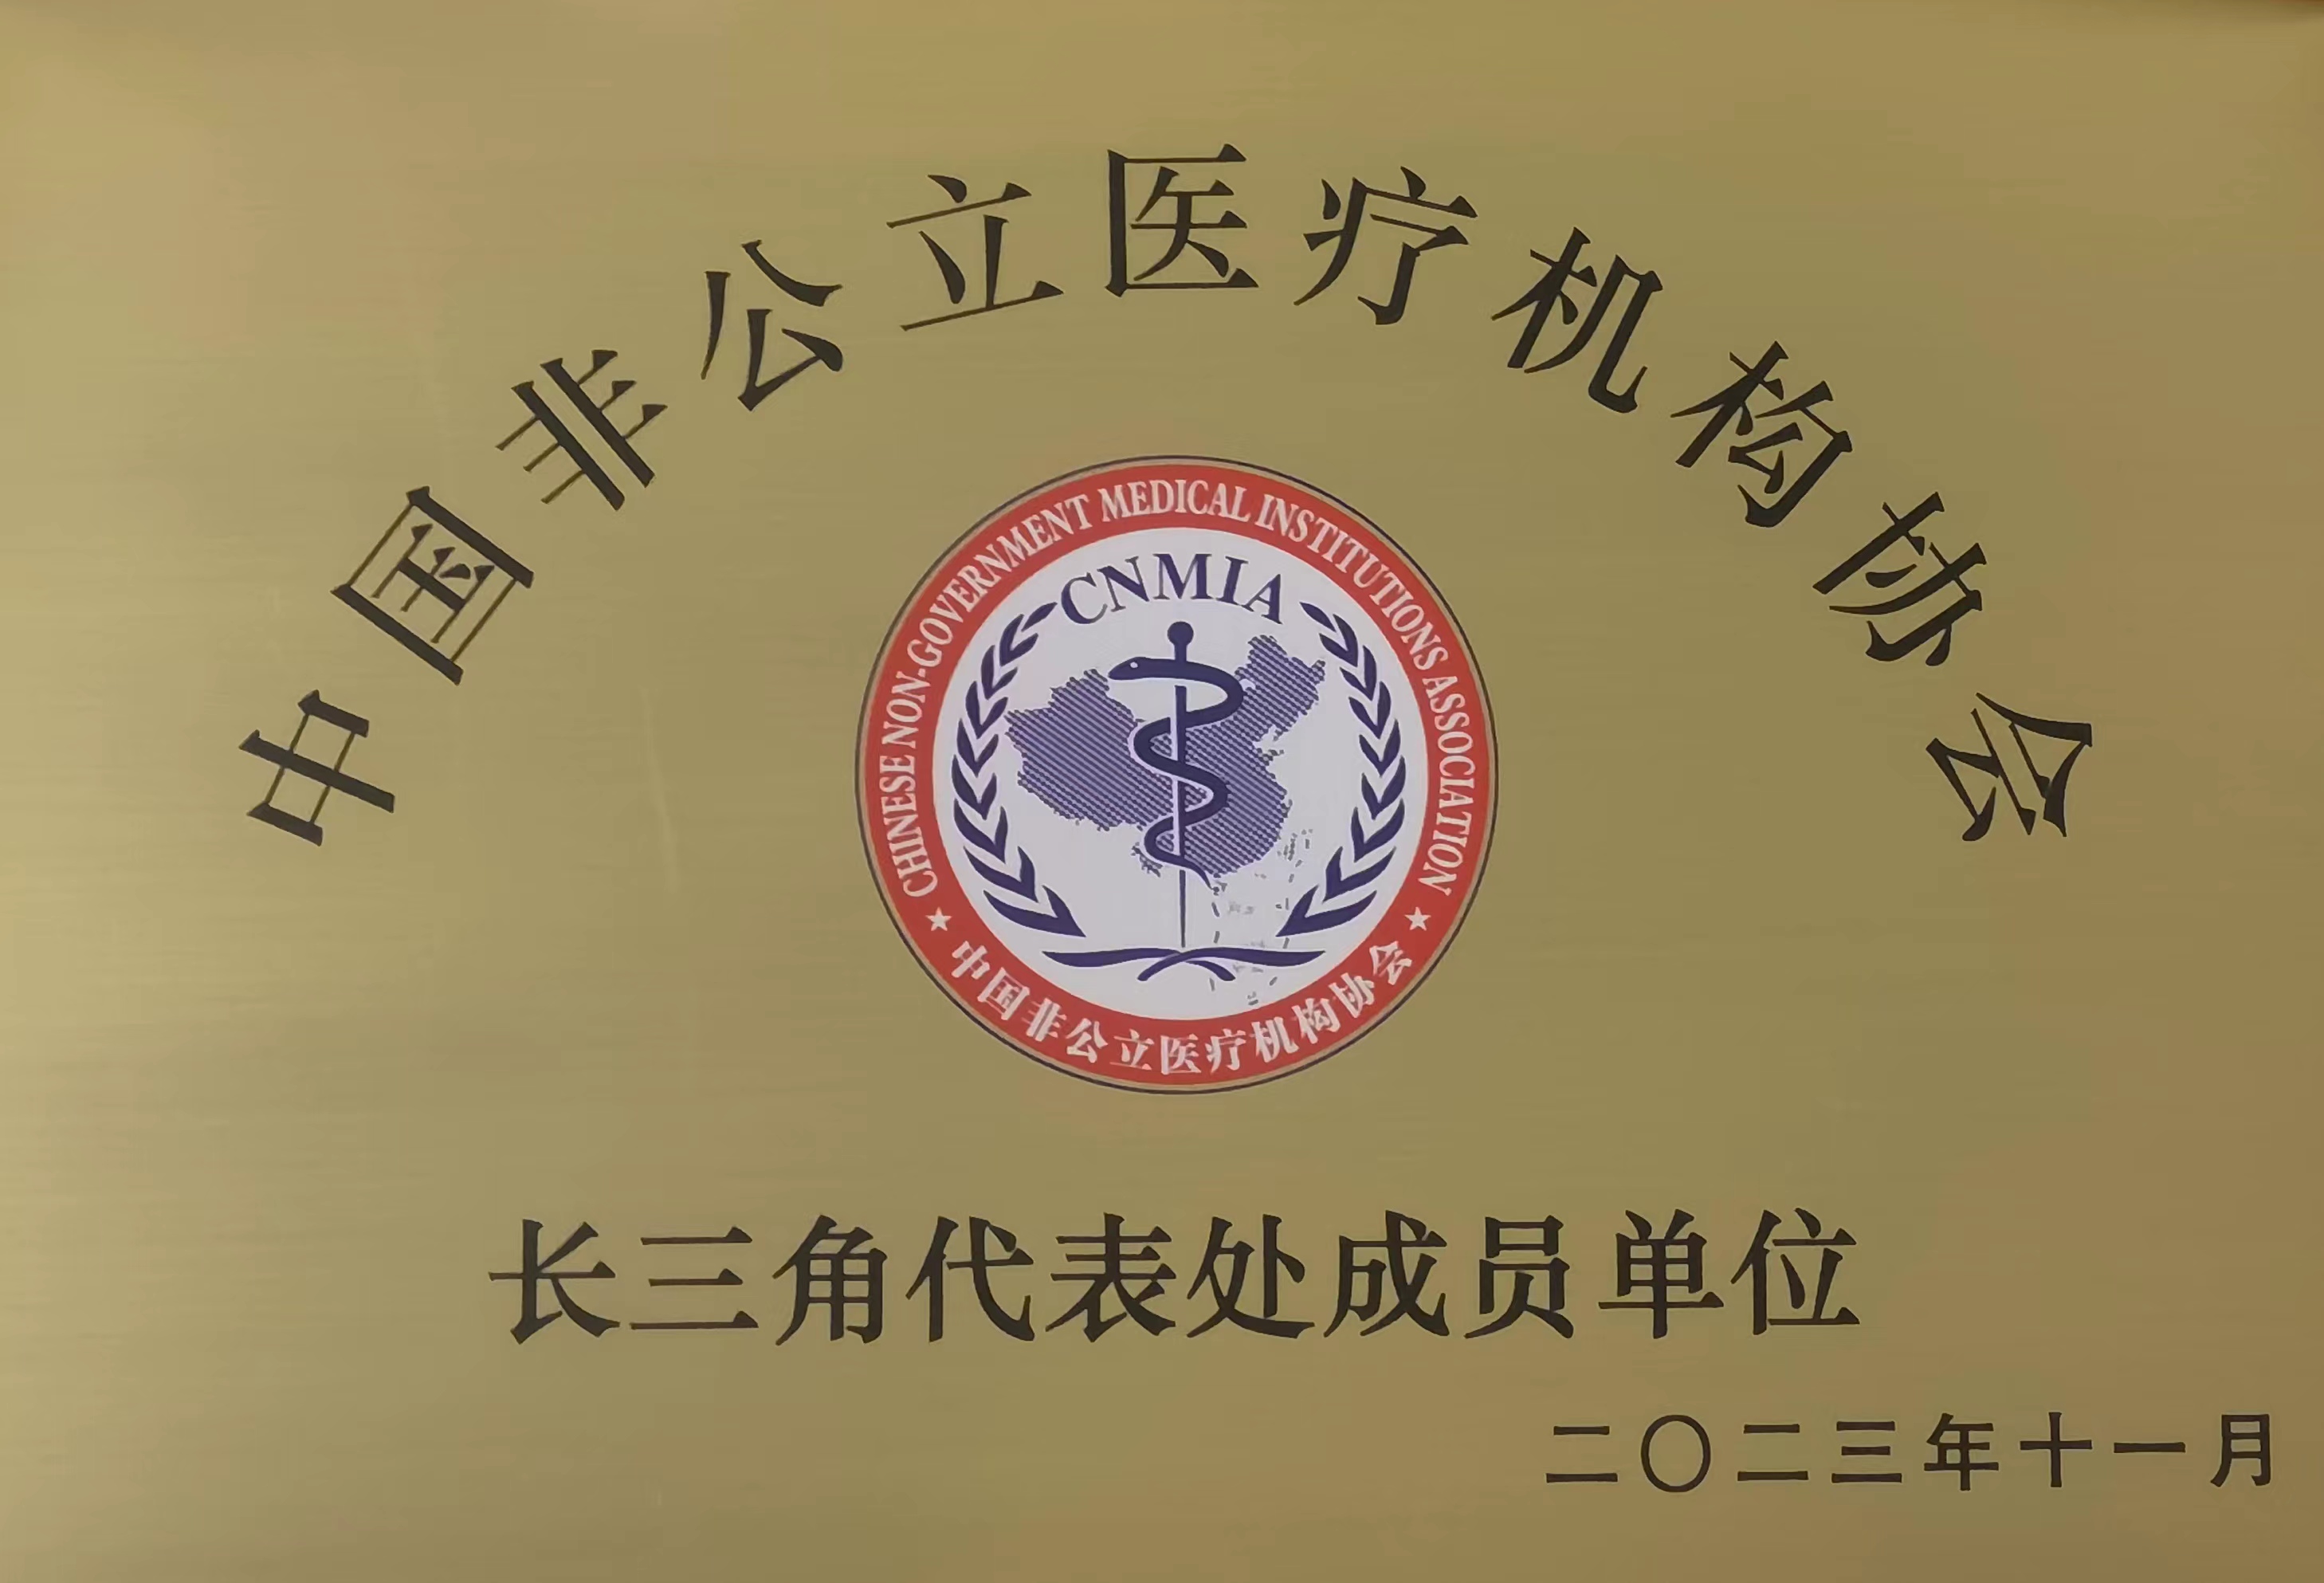 中国非公立医疗机构协会
CHINESE NON-GOVERNMENT MEDICAL INSTITUTIONS ASSOCIATION
CNMIA
中国非公立医疗机构协会
长三角代表处成员单位
二〇二三年十一月